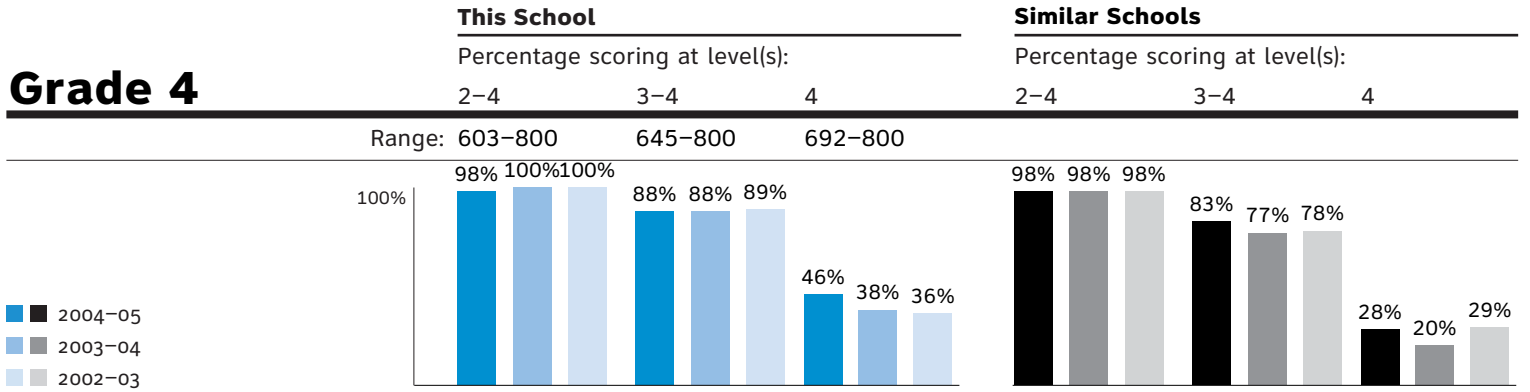 This School Similar Schools
Percentage scoring at level(s): Percentage scoring at level(s):
Grade 4
2–4 3–4 4 2–4 3–4 4
Range: 603–800 645–800 692–800
98% 100% 100% 88% 88% 89% 46% 38% 36% 98% 98% 98% 83% 77% 78% 28% 20% 29%
100%
2004–05
2003–04
2002–03